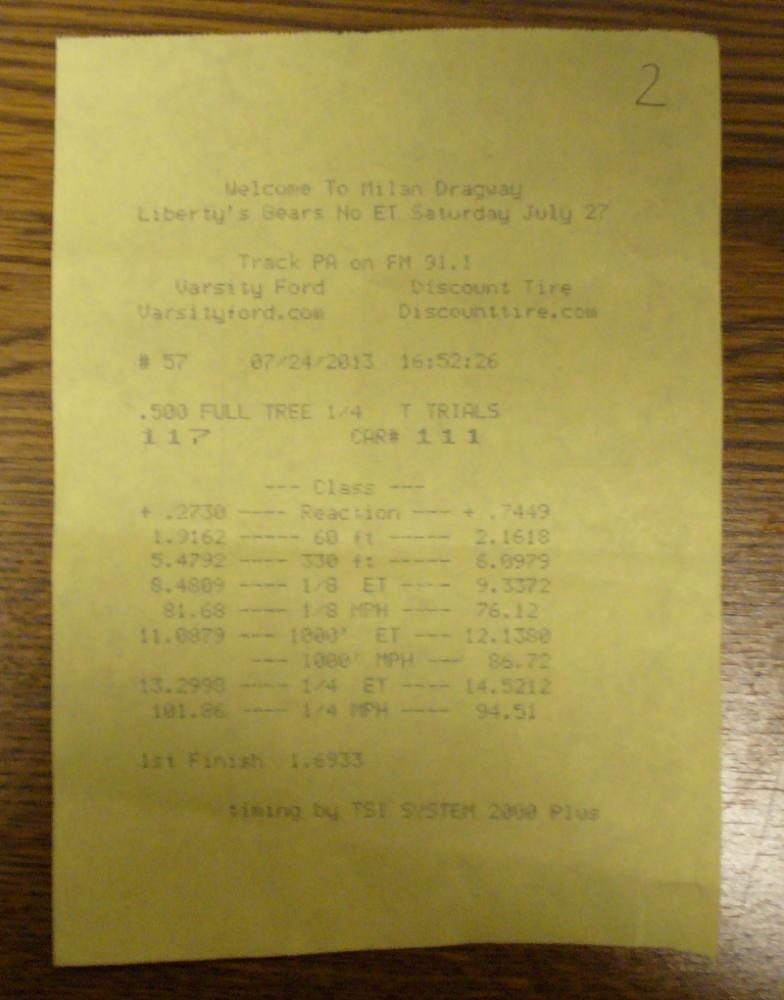 2
Welcome To Milan Dragway
Liberty's Gears No ET Saturday July 27
Track PA on FM 91.1
Varsity Ford Discount Tire
Varsityford.com Discounttire.com
# 57 07/24/2013 16:52:26
.500 FULL TREE 1/4 T TRIALS
117 CAR# 111
--- Class ---
+ .2730 ---- Reaction --- + .7449
1.9162 ----- 60 ft ----- 2.1618
5.4792 ---- 330 ft ----- 6.0979
8.4809 ---- 1/8 ET ---- 9.3372
81.68 ---- 1/8 MPH ---- 76.12
11.0879 --- 1000' ET --- 12.1380
--- 1000' MPH --- 86.72
13.2998 ---- 1/4 ET ---- 14.5212
101.86 ---- 1/4 MPH ---- 94.51
1st Finish 1.6933
timing by TSI SYSTEM 2000 Plus